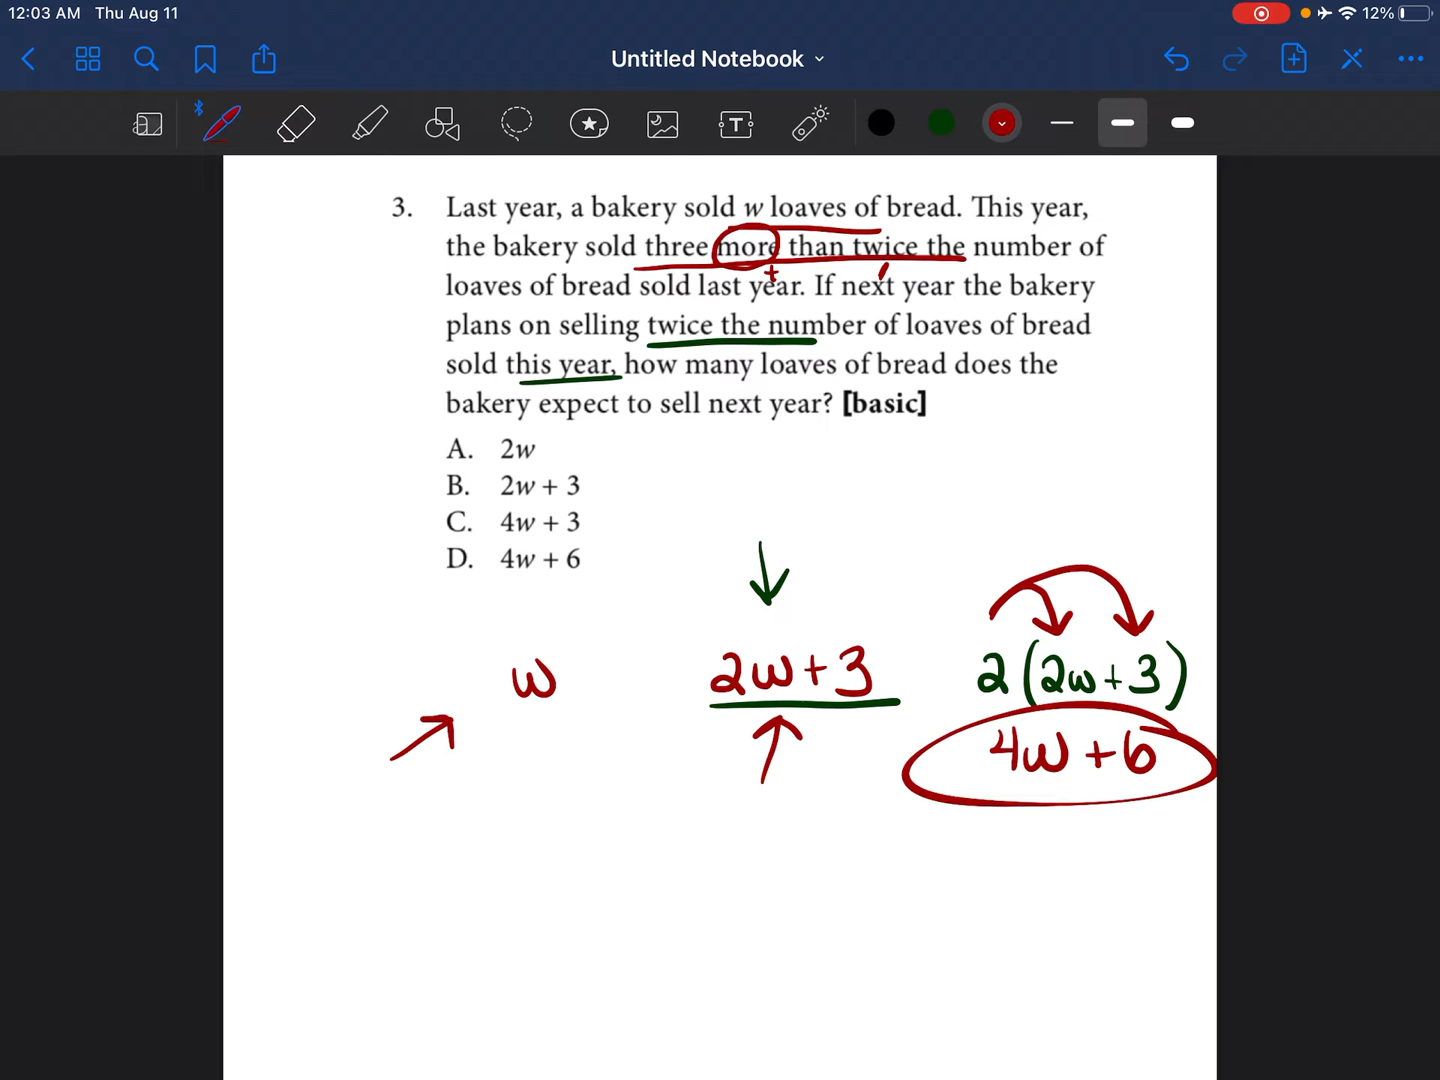 12:03 AM Thu Aug 11
12%
Untitled Notebook
T
3. Last year, a bakery sold w loaves of bread. This year,
the bakery sold three more than twice the number of
+
loaves of bread sold last year. If next year the bakery
plans on selling twice the number of loaves of bread
sold this year, how many loaves of bread does the
bakery expect to sell next year? [basic]
A. 2w
B. 2w + 3
C. 4w + 3
D. 4w + 6
w 2w+3 2(2w+3)
4w+6